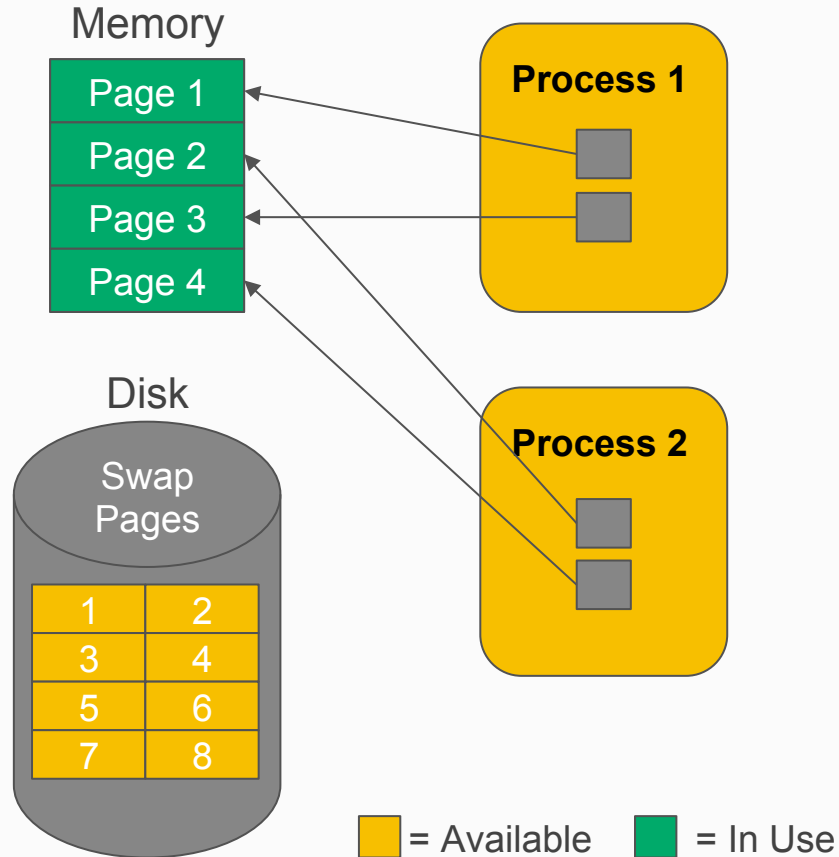 Memory
Page 1
Page 2
Page 3
Page 4
Process 1
Disk
Swap
Pages
1 2
3 4
5 6
7 8
Process 2
= Available = In Use